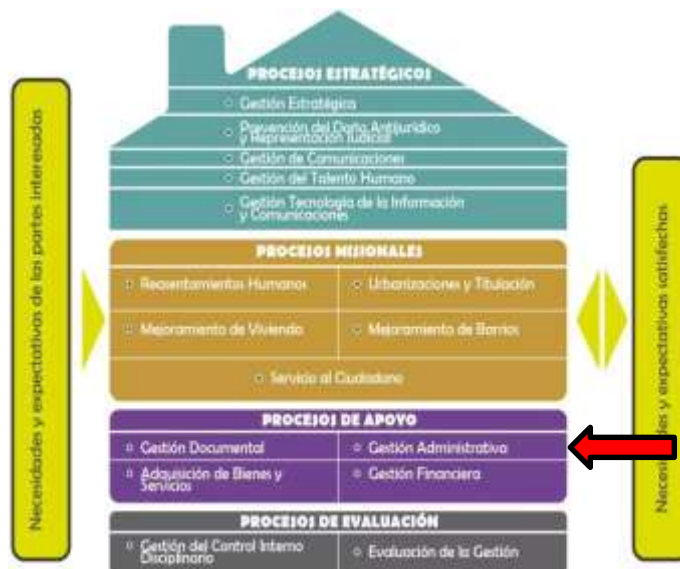 Necesidades y expectativas de las partes interesadas
PROCESOS ESTRATÉGICOS
Gestión Estratégica
Prevención del Daño Antijurídico
y Representación Judicial
Gestión de Comunicaciones
Gestión del Talento Humano
Gestión Tecnología de la Información
y Comunicaciones
PROCESOS MISIONALES
Reasentamientos Humanos
Urbanizaciones y Titulación
Mejoramiento de Vivienda
Mejoramiento de Barrios
Servicio al Ciudadano
PROCESOS DE APOYO
Gestión Documental
Gestión Administrativa
Adquisición de Bienes y
Servicios
Gestión Financiera
PROCESOS DE EVALUACIÓN
Gestión del Control Interno
Disciplinario
Evaluación de la Gestión
Necesidades y expectativas satisfechas